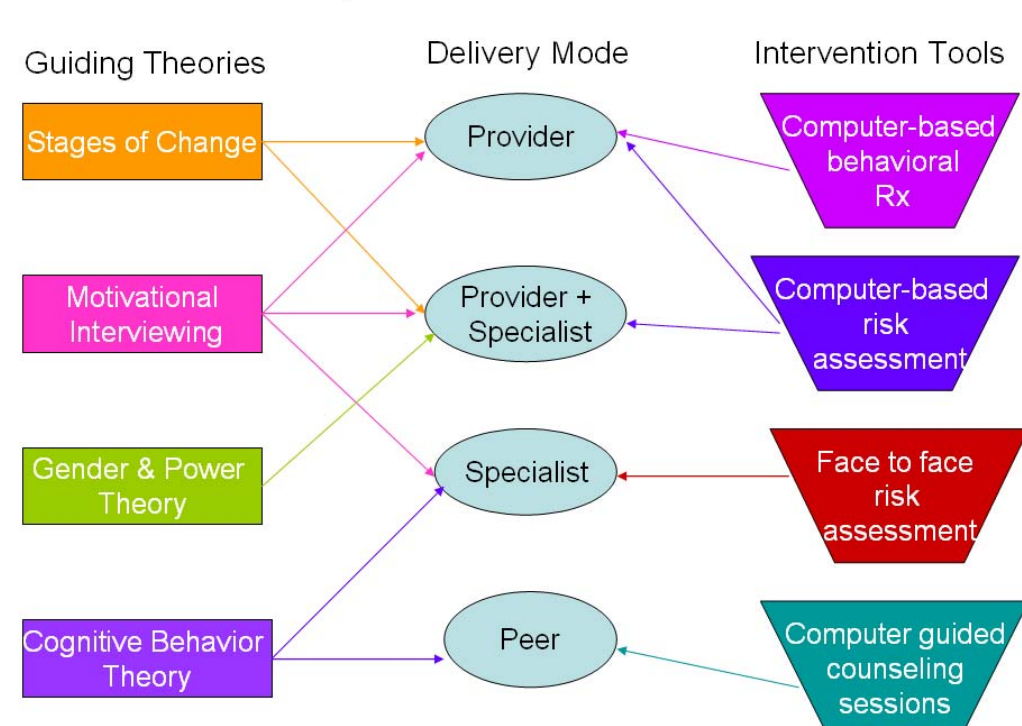 Guiding Theories
Delivery Mode
Intervention Tools
Stages of Change
Provider
Computer-based
behavioral
Rx
Motivational
Interviewing
Provider +
Specialist
Computer-based
risk
assessment
Gender & Power
Theory
Specialist
Face to face
risk
assessment
Cognitive Behavior
Theory
Peer
Computer guided
counseling
sessions